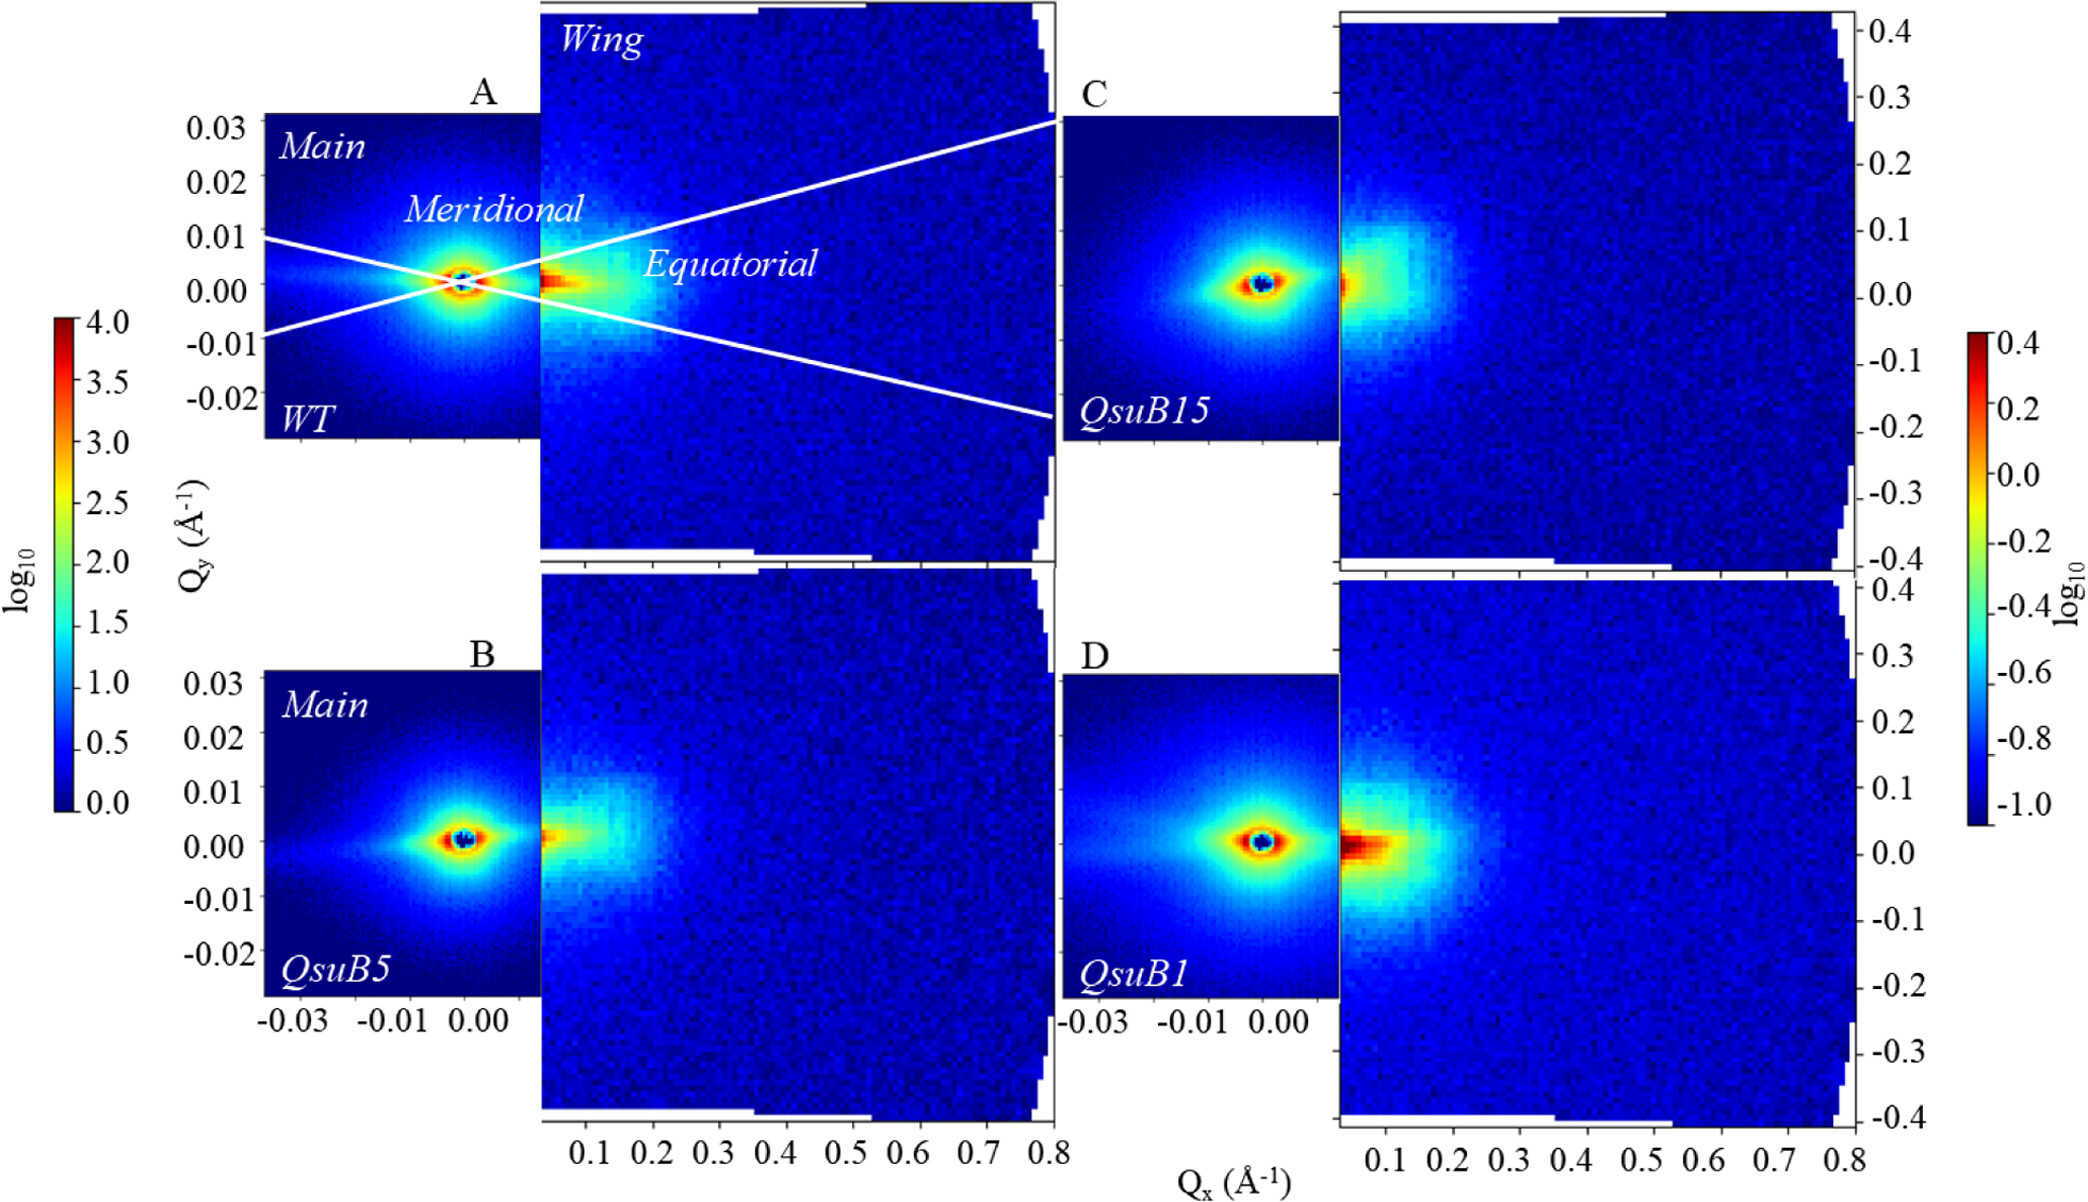 A
Wing
Main
Meridional
Equatorial
WT
0.03
0.02
0.01
0.00
-0.01
-0.02
C
QsuB15
0.4
0.3
0.2
0.1
0.0
-0.1
-0.2
-0.3
-0.4
4.0
3.5
3.0
2.5
2.0
1.5
1.0
0.5
0.0
log10
Qy (Å-1)
B
Main
QsuB5
0.03
0.02
0.01
0.00
-0.01
-0.02
-0.03 -0.01 0.00
0.1 0.2 0.3 0.4 0.5 0.6 0.7 0.8
D
QsuB1
-0.03 -0.01 0.00
0.4
0.3
0.2
0.1
0.0
-0.1
-0.2
-0.3
-0.4
0.1 0.2 0.3 0.4 0.5 0.6 0.7 0.8
Qx (Å-1)
0.4
0.2
0.0
-0.2
-0.4
-0.6
-0.8
-1.0
log10